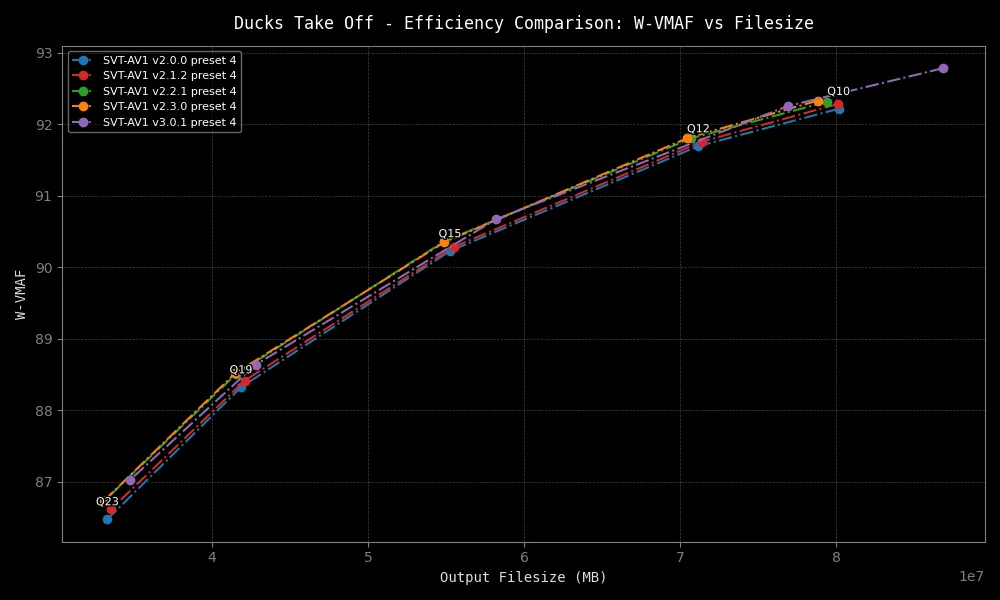 Ducks Take Off - Efficiency Comparison: W-VMAF vs Filesize
SVT-AV1 v2.0.0 preset 4
SVT-AV1 v2.1.2 preset 4
SVT-AV1 v2.2.1 preset 4
SVT-AV1 v2.3.0 preset 4
SVT-AV1 v3.0.1 preset 4
93
92
91
90
89
88
87
W-VMAF
Q10
Q12
Q15
Q19
Q23
4
5
6
7
8
1e7
Output Filesize (MB)